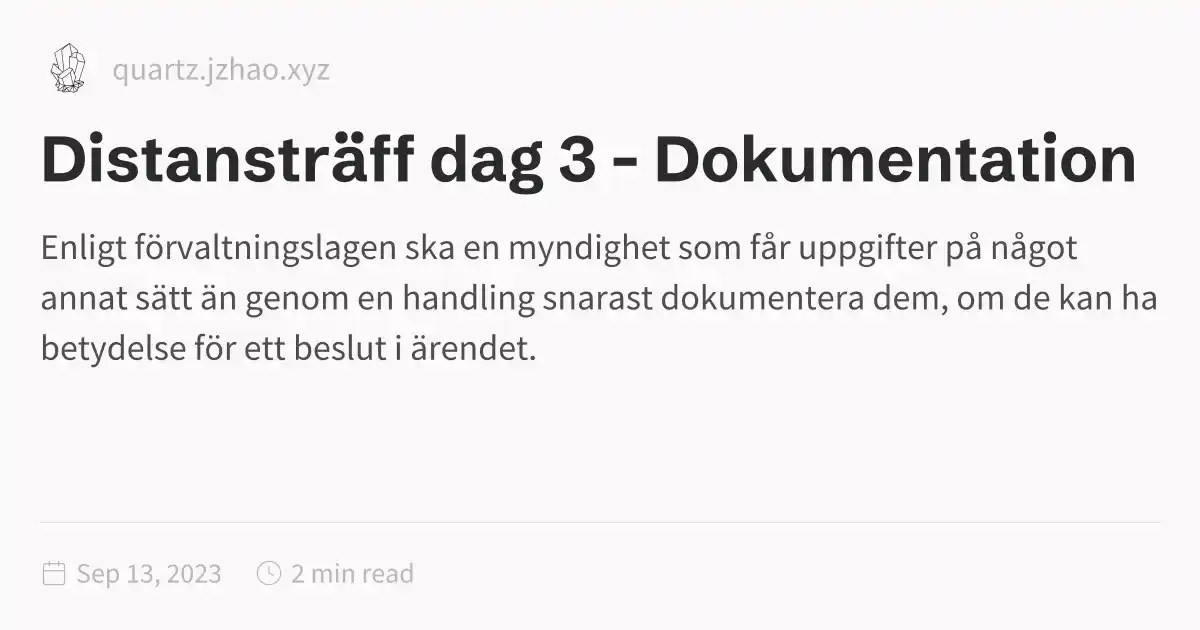 quartz.jzhao.xyz
Distansträff dag 3 - Dokumentation
Enligt förvaltningslagen ska en myndighet som får uppgifter på något
annat sätt än genom en handling snarast dokumentera dem, om de kan ha
betydelse för ett beslut i ärendet.
Sep 13, 2023 2 min read